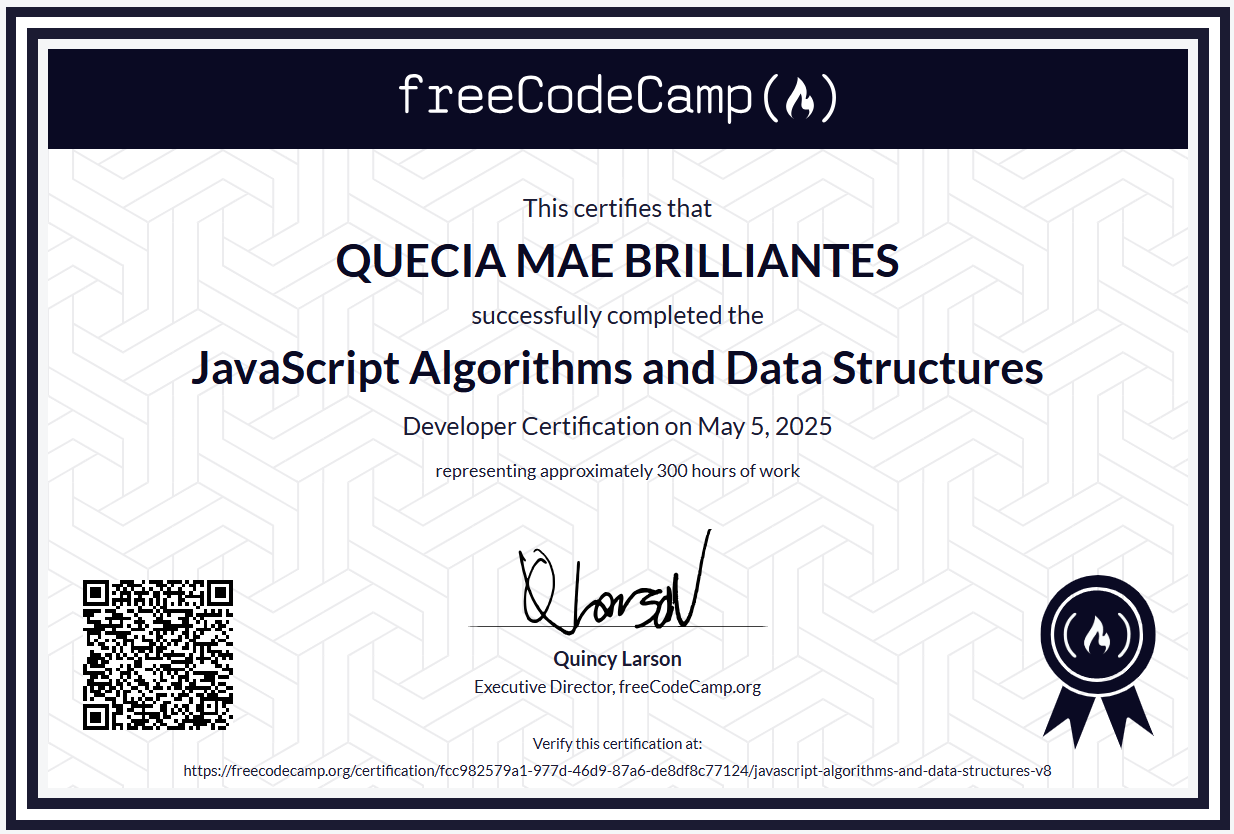 freeCodeCamp
This certifies that
QUECIA MAE BRILLIANTES
successfully completed the
JavaScript Algorithms and Data Structures
Developer Certification on May 5, 2025
representing approximately 300 hours of work
Q Larson
Quincy Larson
Executive Director, freeCodeCamp.org
Verify this certification at:
https://freecodecamp.org/certification/fcc982579a1-977d-46d9-87a6-de8df8c77124/javascript-algorithms-and-data-structures-v8